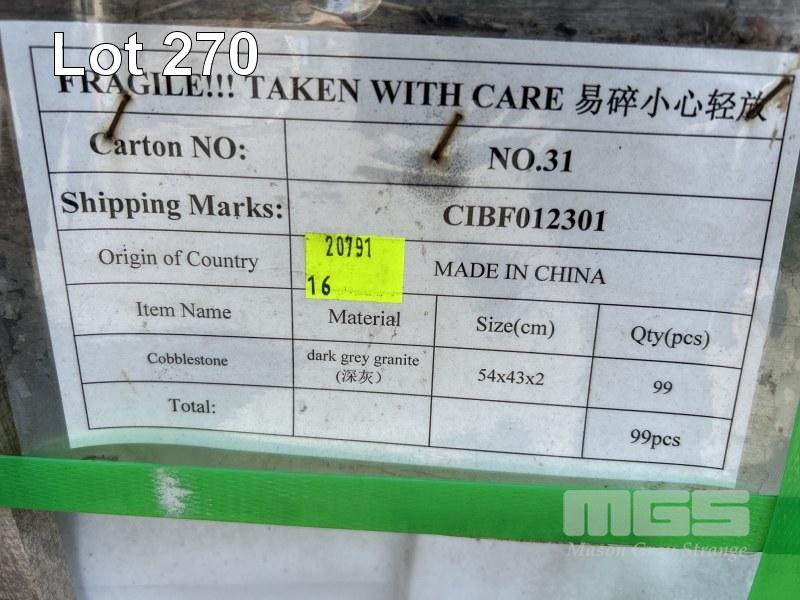 Lot 270
FRAGILE!!! TAKEN WITH CARE 易碎小心轻放
Carton NO: NO.31
Shipping Marks: CIBF012301
Origin of Country MADE IN CHINA
20791
16
Item Name Material Size(cm) Qty(pcs)
Cobblestone dark grey granite 54x43x2 99
(深灰)
Total: 99pcs
MGS
Mason Gray Strange